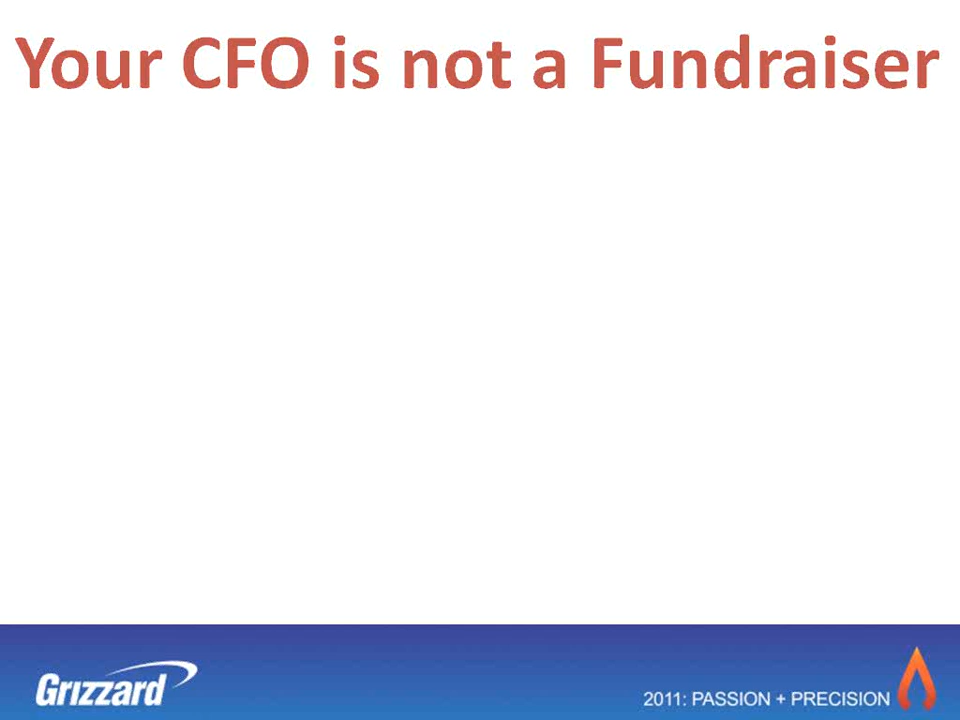 Your CFO is not a Fundraiser
Grizzard
2011: PASSION + PRECISION